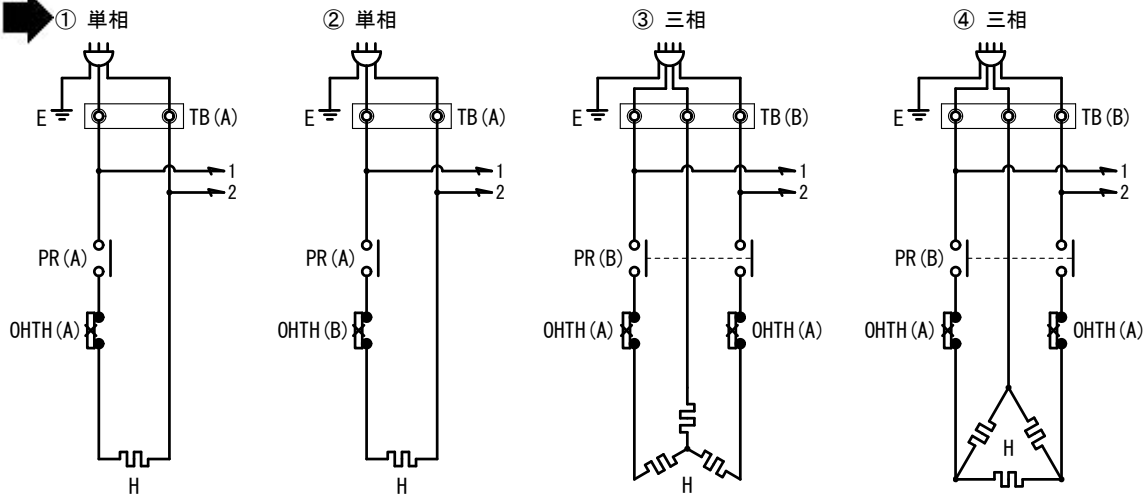 ① 単相
② 単相
③ 三相
④ 三相
E
TB(A)
E
TB(A)
E
TB(B)
E
TB(B)
1
1
1
1
2
2
2
2
PR(A)
PR(A)
PR(B)
PR(B)
OHTH(A)
OHTH(B)
OHTH(A)
OHTH(A)
OHTH(A)
OHTH(A)
H
H
H
H